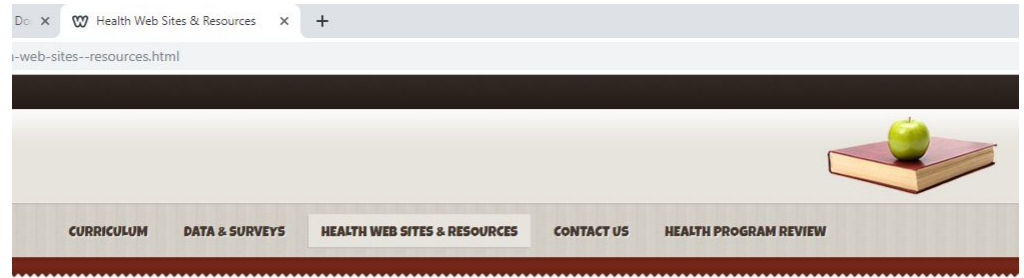 Do
Health Web Sites & Resources
-web-sites--resources.html
CURRICULUM DATA & SURVEYS HEALTH WEB SITES & RESOURCES CONTACT US HEALTH PROGRAM REVIEW